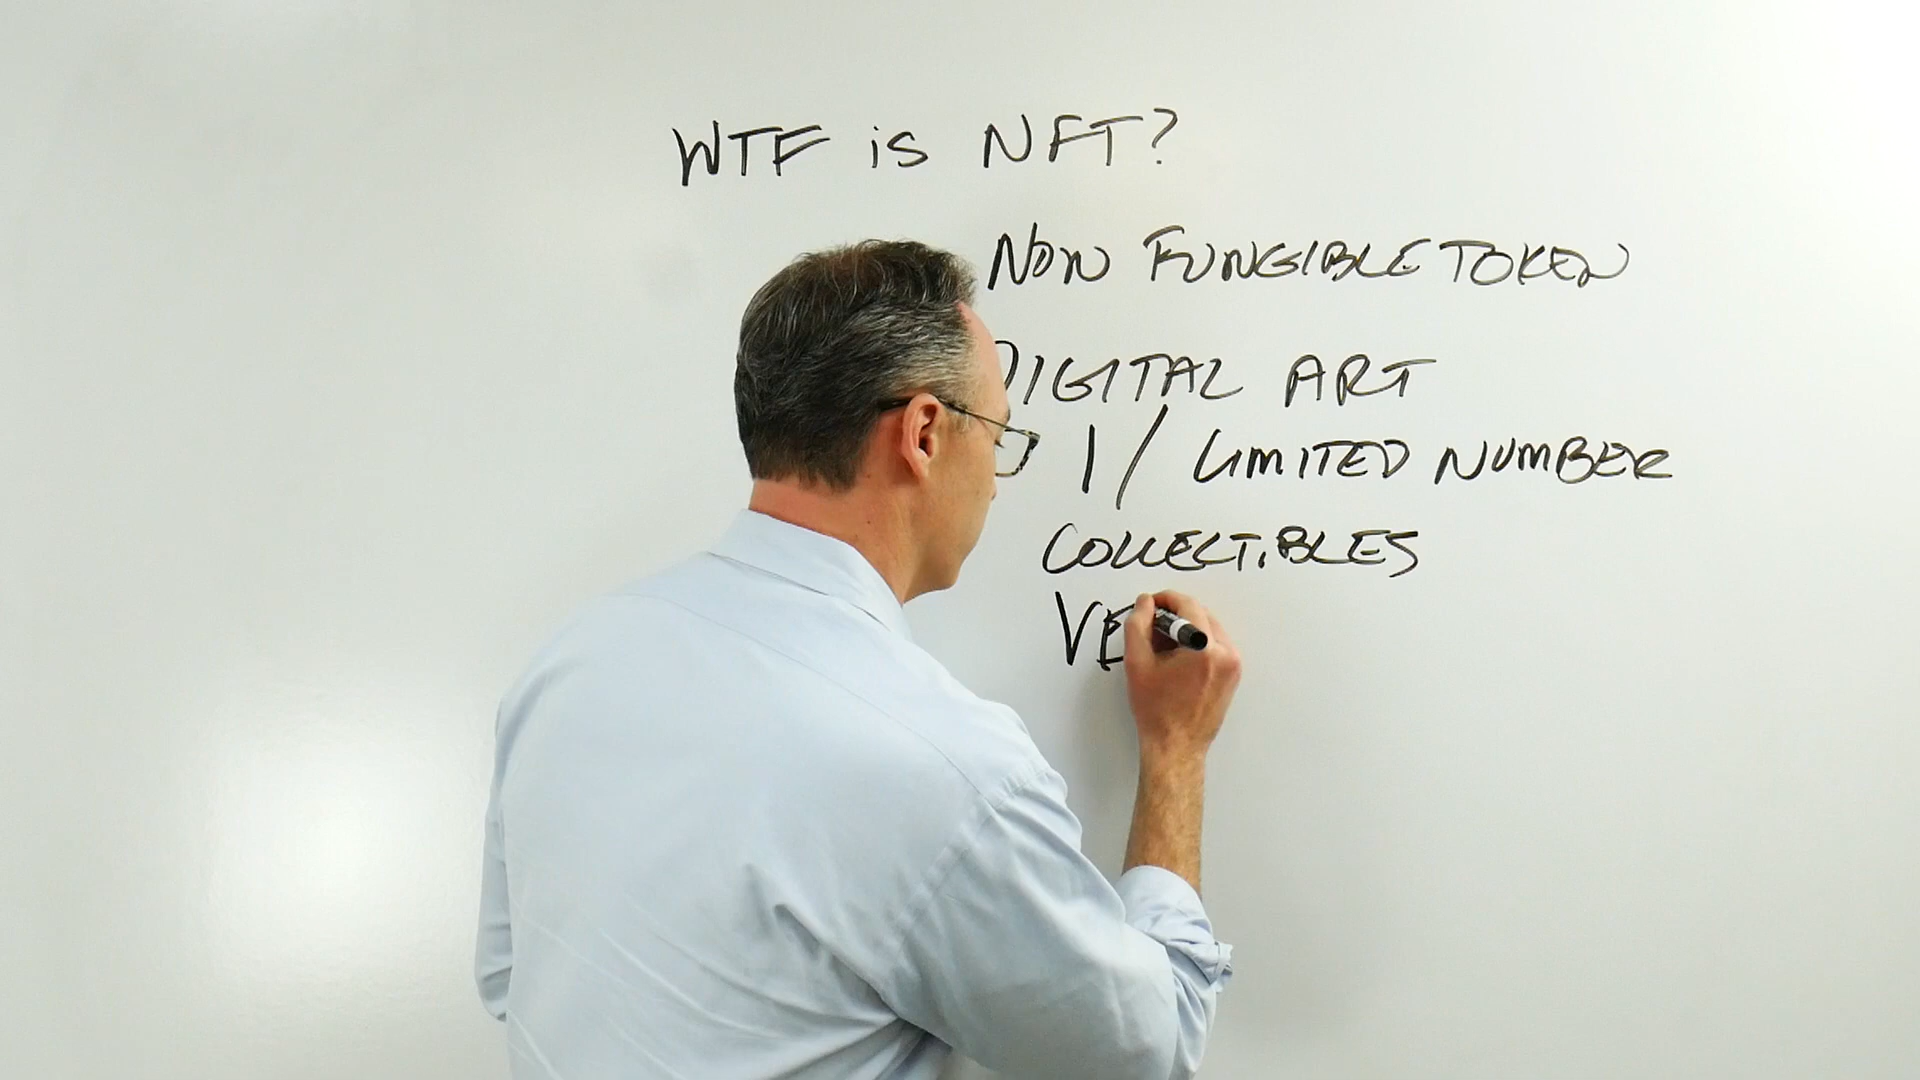 WTF is NFT?
NON FUNGIBLE TOKEN
DIGITAL ART
1/ LIMITED NUMBER
COLLECTIBLES
VE